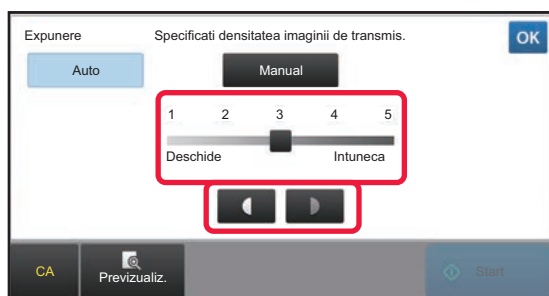 Expunere
Specificati densitatea imaginii de transmis.
OK
Auto
Manual
1 2 3 4 5
Deschide
Intuneca
CA
Previzualiz.
Start